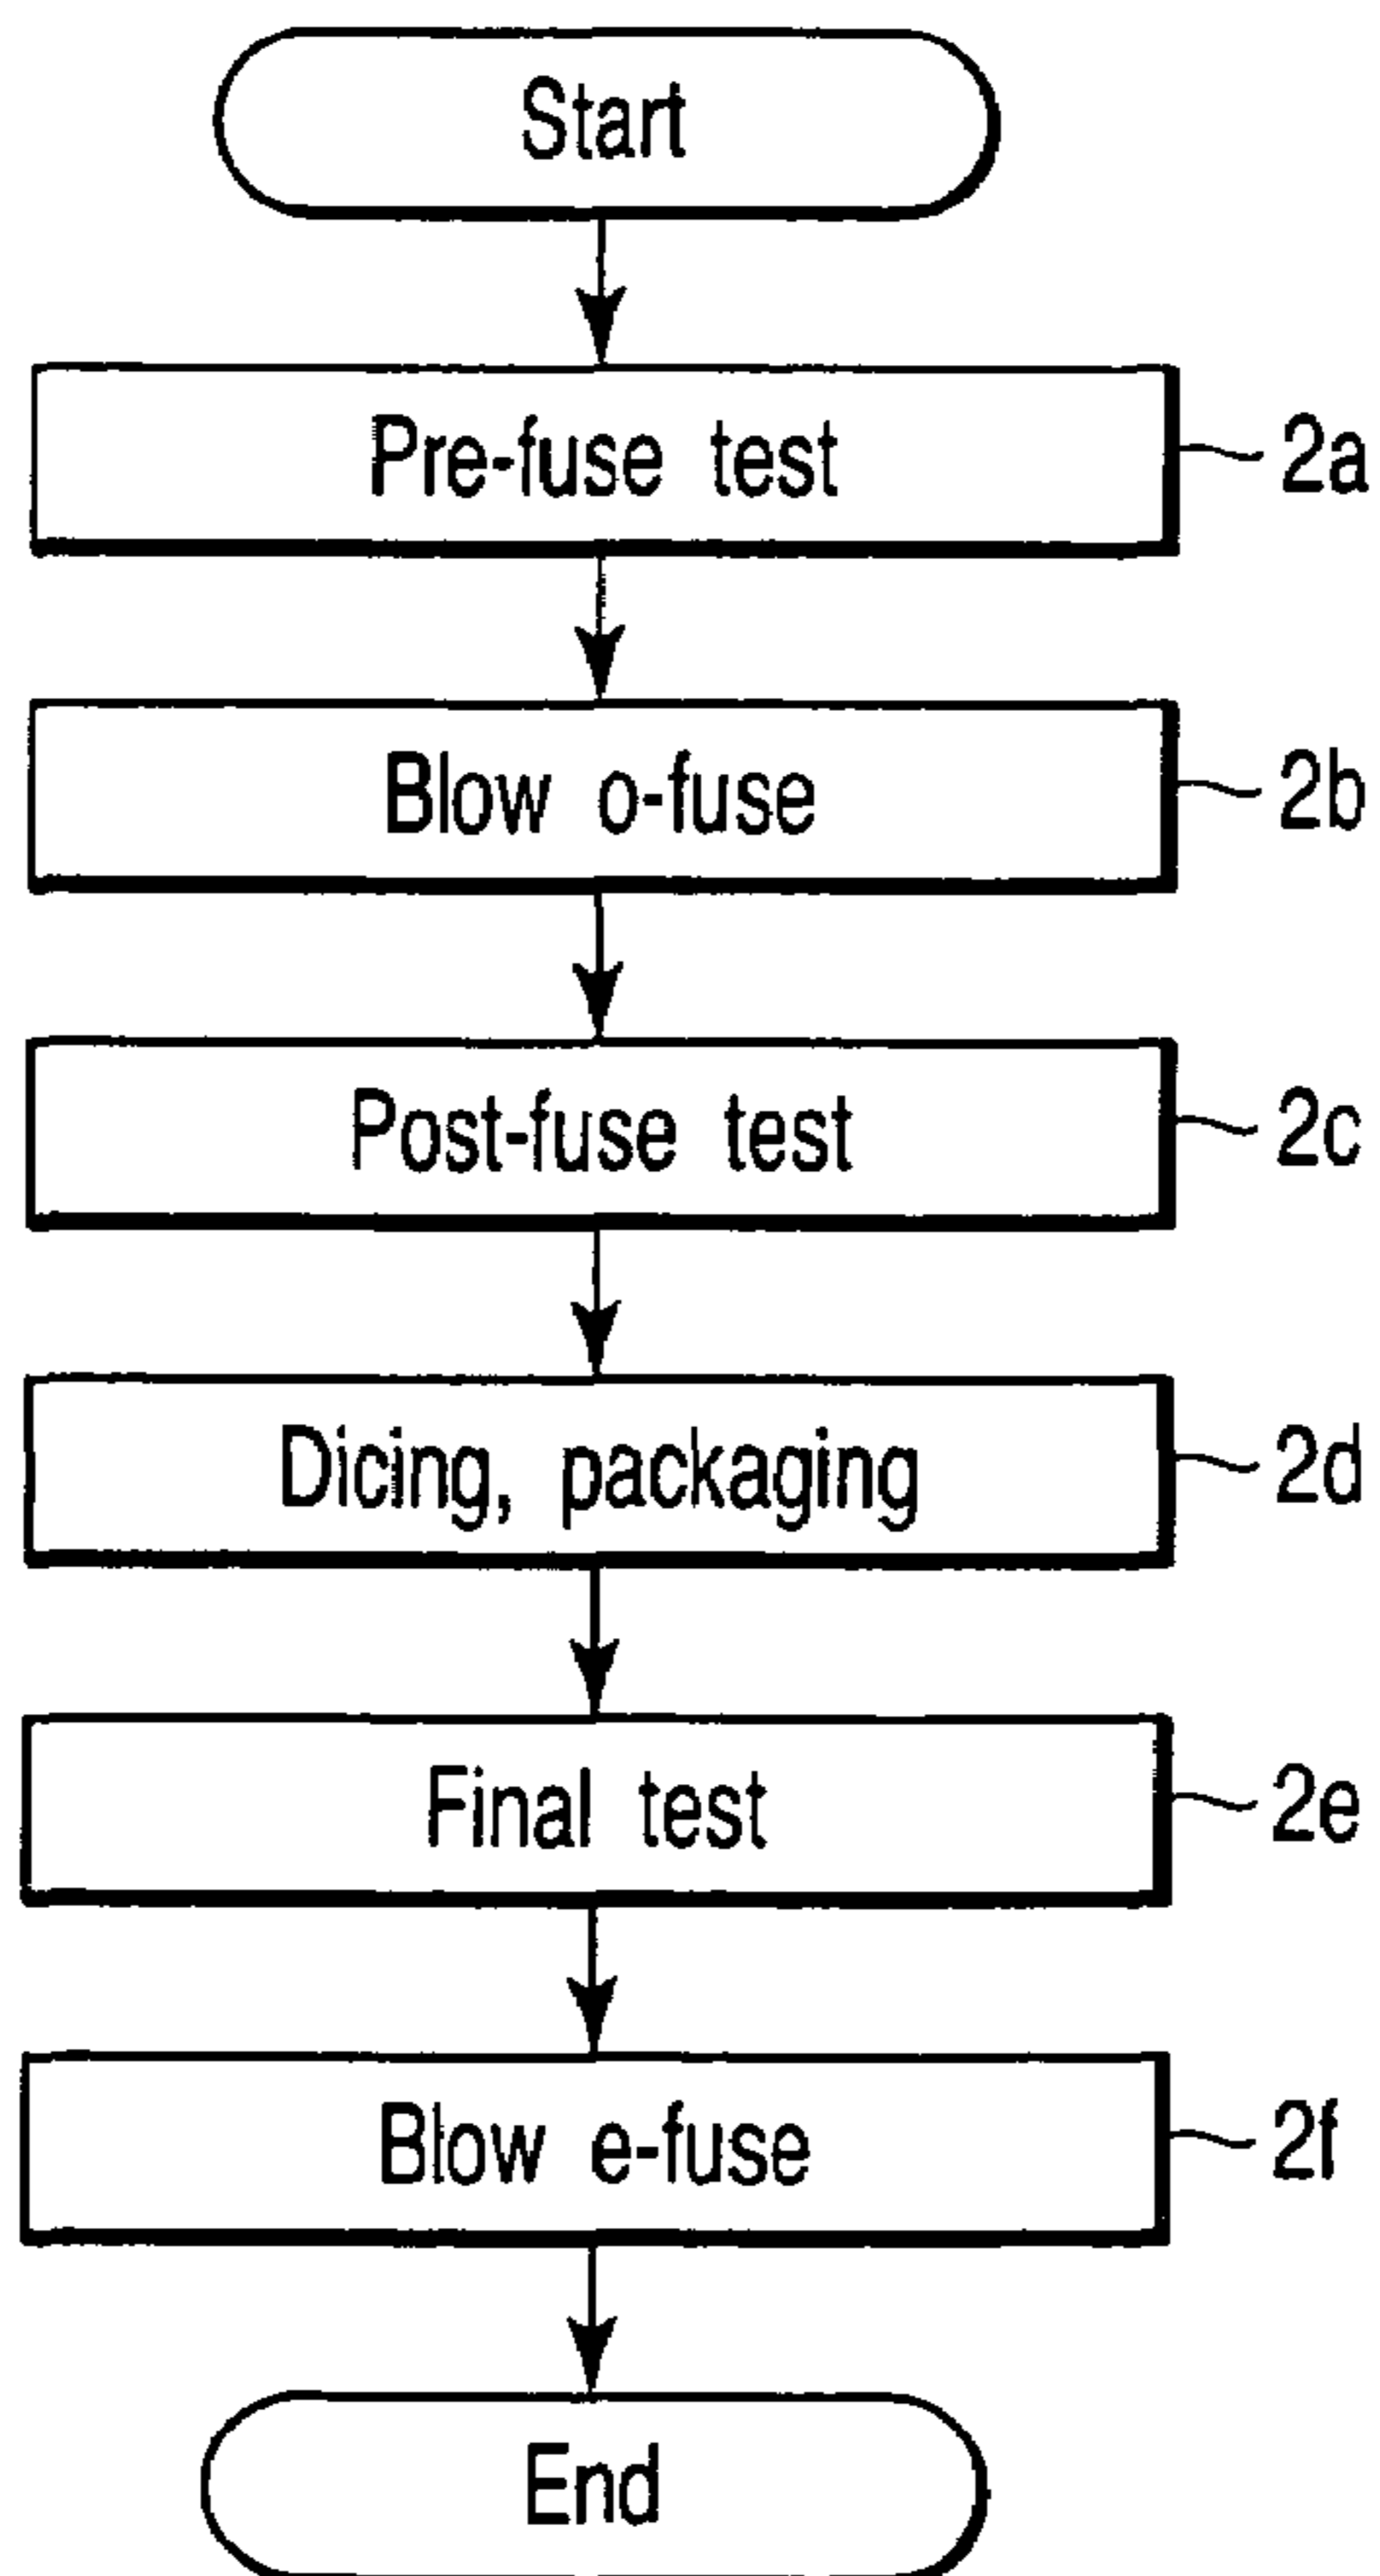 Start
Pre-fuse test
2a
Blow o-fuse
2b
Post-fuse test
2c
Dicing, packaging
2d
Final test
2e
Blow e-fuse
2f
End